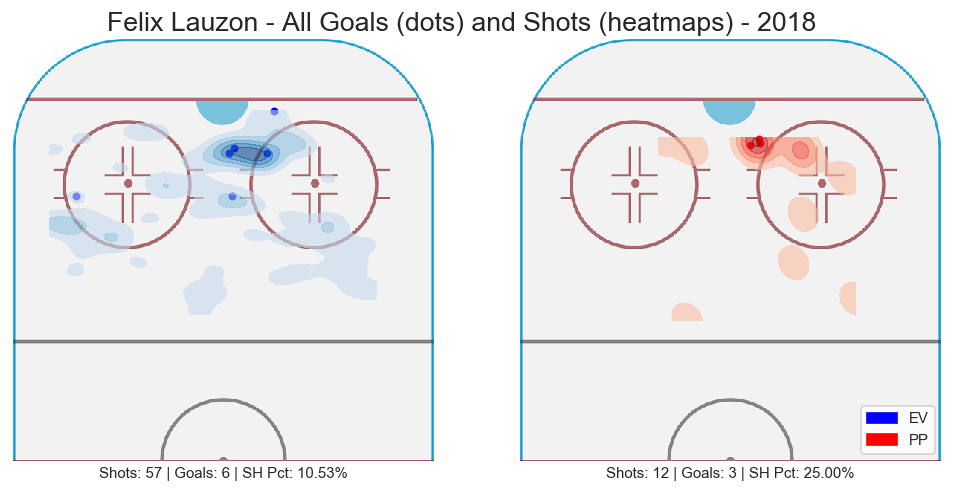 Felix Lauzon - All Goals (dots) and Shots (heatmaps) - 2018
EV
PP
Shots: 57 | Goals: 6 | SH Pct: 10.53%
Shots: 12 | Goals: 3 | SH Pct: 25.00%